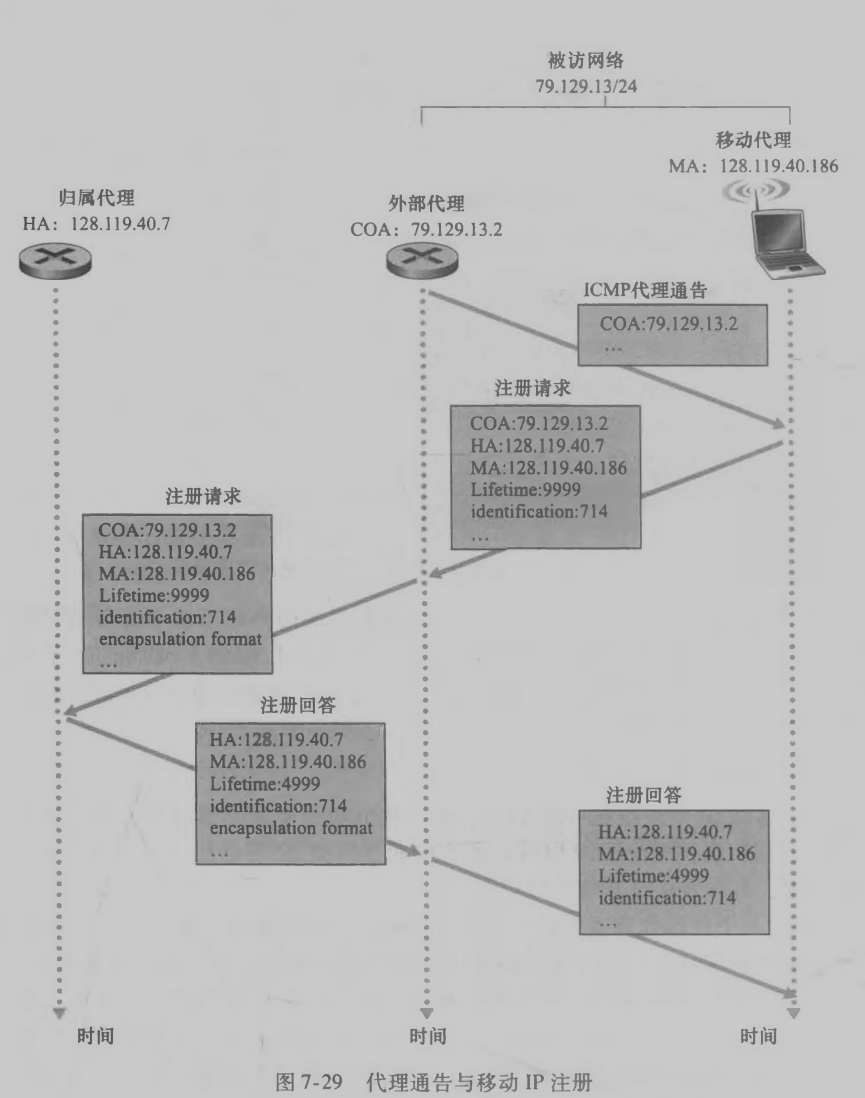 被访网络
79.129.13/24
移动代理
MA：128.119.40.186
归属代理
HA：128.119.40.7
外部代理
COA：79.129.13.2
ICMP代理通告
COA:79.129.13.2
…
注册请求
COA:79.129.13.2
HA:128.119.40.7
MA:128.119.40.186
Lifetime:9999
identification:714
…
注册请求
COA:79.129.13.2
HA:128.119.40.7
MA:128.119.40.186
Lifetime:9999
identification:714
encapsulation format
…
注册回答
HA:128.119.40.7
MA:128.119.40.186
Lifetime:4999
identification:714
encapsulation format
…
注册回答
HA:128.119.40.7
MA:128.119.40.186
Lifetime:4999
identification:714
…
时间
时间
时间
图 7-29 代理通告与移动 IP 注册